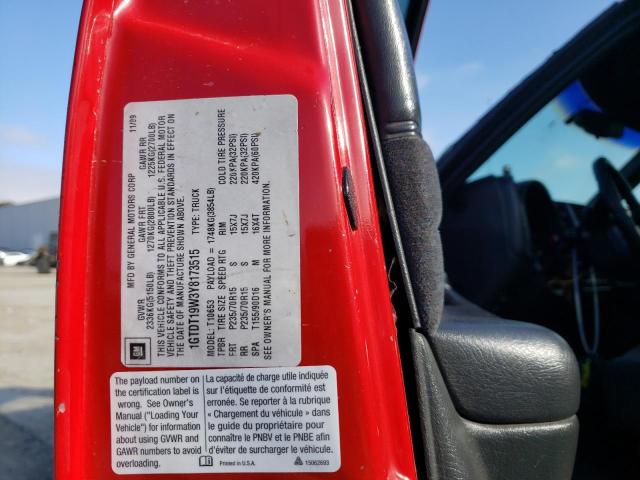 MFD BY GENERAL MOTORS CORP 11/99
GVWR GAWR FRT GAWR RR
2336KG(5150LB) 1270KG(2800LB) 1225KG(2700LB)
THIS VEHICLE CONFORMS TO ALL APPLICABLE U.S. FEDERAL MOTOR
VEHICLE SAFETY AND THEFT PREVENTION STANDARDS IN EFFECT ON
THE DATE OF MANUFACTURE SHOWN ABOVE.
1GTDT19W3Y8173515 TYPE: TRUCK
MODEL: T10653 PAYLOAD = 1748KG(3854LB)
TPBR TIRE SIZE SPEED RTG RIM COLD TIRE PRESSURE
FRT P235/70R15 S 15X7J 220KPA(32PSI)
RR P235/70R15 S 15X7J 220KPA(32PSI)
SPA T155/90D16 M 16X4T 420KPA(60PSI)
SEE OWNER'S MANUAL FOR MORE INFORMATION.
GM
The payload number on
the certification label is
wrong. See Owner's
Manual ("Loading Your
Vehicle") for information
about using GVWR and
GAWR numbers to avoid
overloading.
La capacité de charge utile indiquée
sur l'étiquette de conformité est
erronée. Se reporter à la rubrique
« Chargement du véhicule » dans
le guide du propriétaire pour
connaître le PNBV et le PNBE afin
d'éviter de surcharger le véhicule.
Printed in U.S.A. 15062693